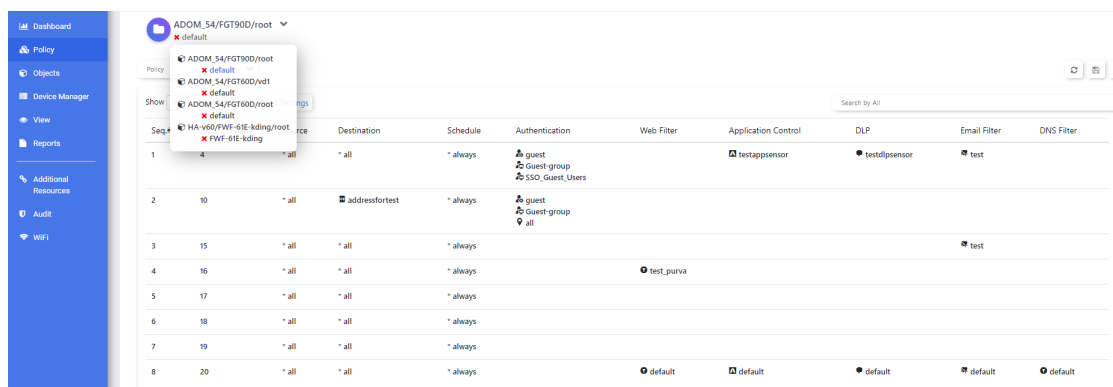 Dashboard
Policy
Objects
Device Manager
View
Reports
Additional
Resources
Audit
WiFi
ADOM_54/FGT90D/root
default
ADOM_54/FGT90D/root
default
ADOM_54/FGT60D/vd1
default
ADOM_54/FGT60D/root
default
HA-v60/FWF-61E-kding/root
FWF-61E-kding
Policy
Show
Search by All
Seq.# Destination Schedule Authentication Web Filter Application Control DLP Email Filter DNS Filter
1 4 * all * all * always guest testappsensor testdlpsensor test
Guest-group
SSO_Guest_Users
2 10 * all addressfortest * always guest
Guest-group
all
3 15 * all * all * always test
4 16 * all * all * always test_purva
5 17 * all * all * always
6 18 * all * all * always
7 19 * all * all * always
8 20 * all * all * always default default default default default